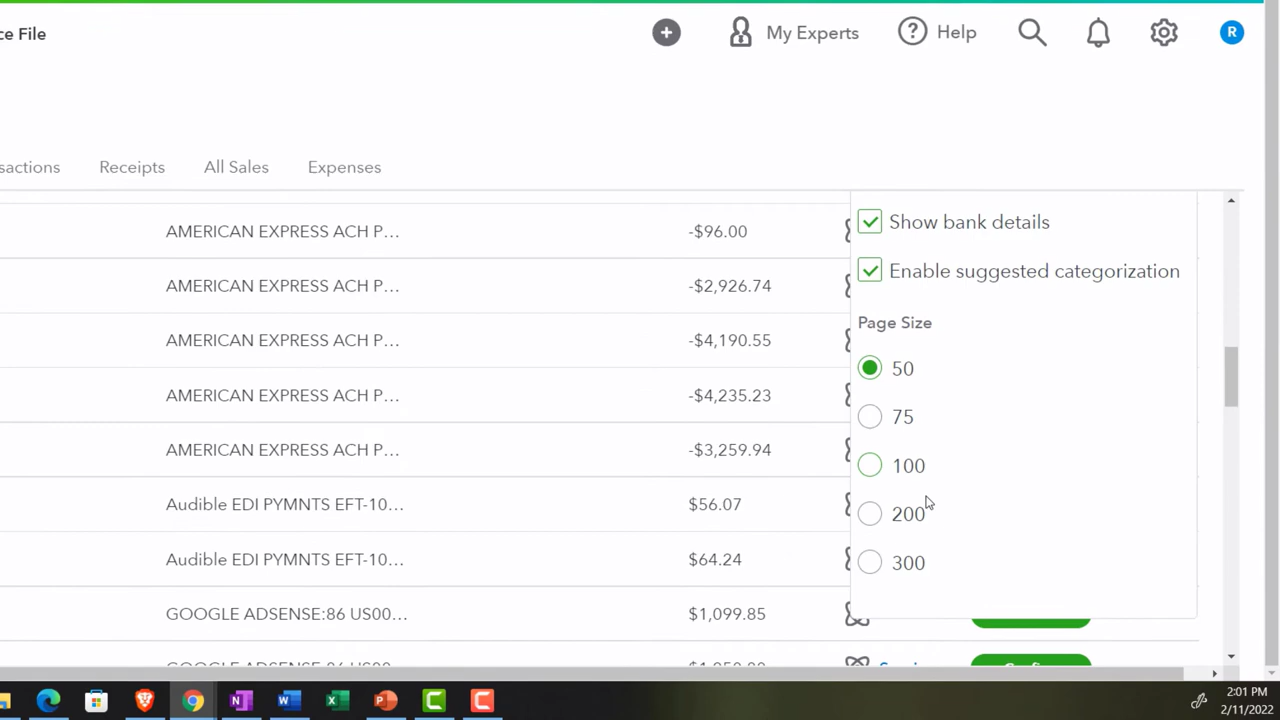 ce File
My Experts
Help
R
sactions
Receipts
All Sales
Expenses
AMERICAN EXPRESS ACH P... -$96.00
AMERICAN EXPRESS ACH P... -$2,926.74
AMERICAN EXPRESS ACH P... -$4,190.55
AMERICAN EXPRESS ACH P... -$4,235.23
AMERICAN EXPRESS ACH P... -$3,259.94
Audible EDI PYMNTS EFT-10... $56.07
Audible EDI PYMNTS EFT-10... $64.24
GOOGLE ADSENSE:86 US00... $1,099.85
Show bank details
Enable suggested categorization
Page Size
50
75
100
200
300
2:01 PM
2/11/2022